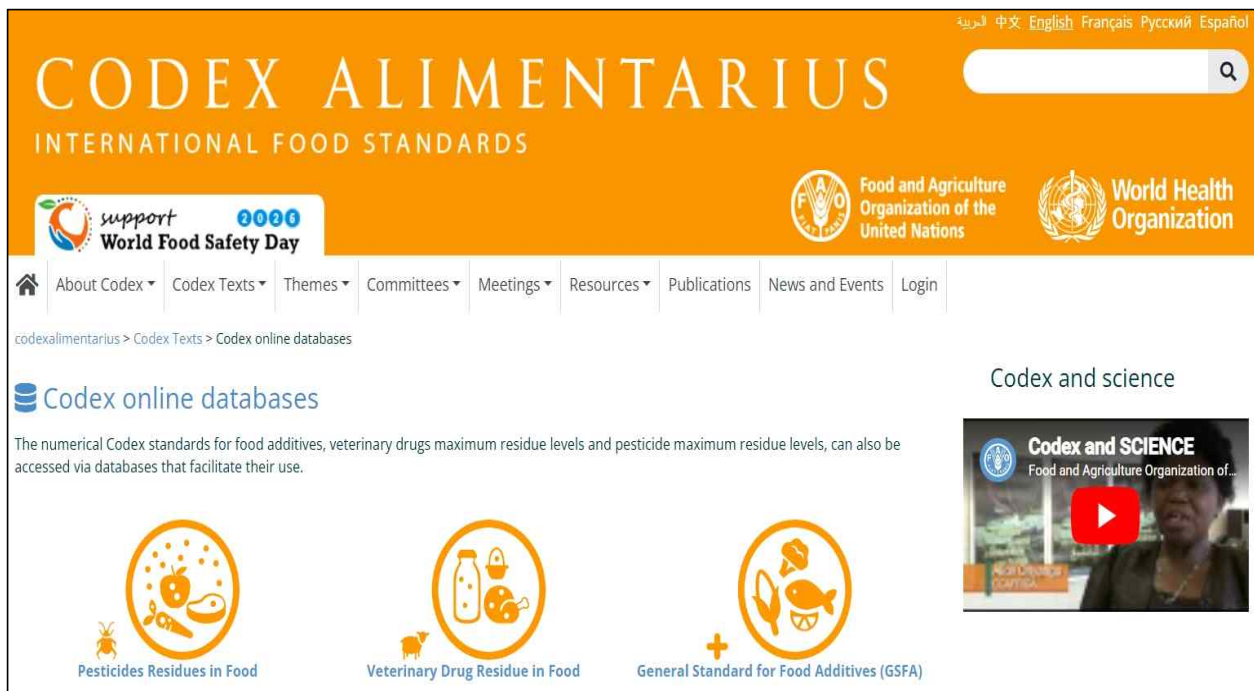 العربية 中文 English Français Русский Español
CODEX ALIMENTARIUS
INTERNATIONAL FOOD STANDARDS
support 2026
World Food Safety Day
FAO
FIAT PANIS
Food and Agriculture
Organization of the
United Nations
World Health
Organization
About Codex Codex Texts Themes Committees Meetings Resources Publications News and Events Login
codexalimentarius > Codex Texts > Codex online databases
Codex online databases
The numerical Codex standards for food additives, veterinary drugs maximum residue levels and pesticide maximum residue levels, can also be
accessed via databases that facilitate their use.
Pesticides Residues in Food
Veterinary Drug Residue in Food
General Standard for Food Additives (GSFA)
Codex and science
Codex and SCIENCE
Food and Agriculture Organization of...